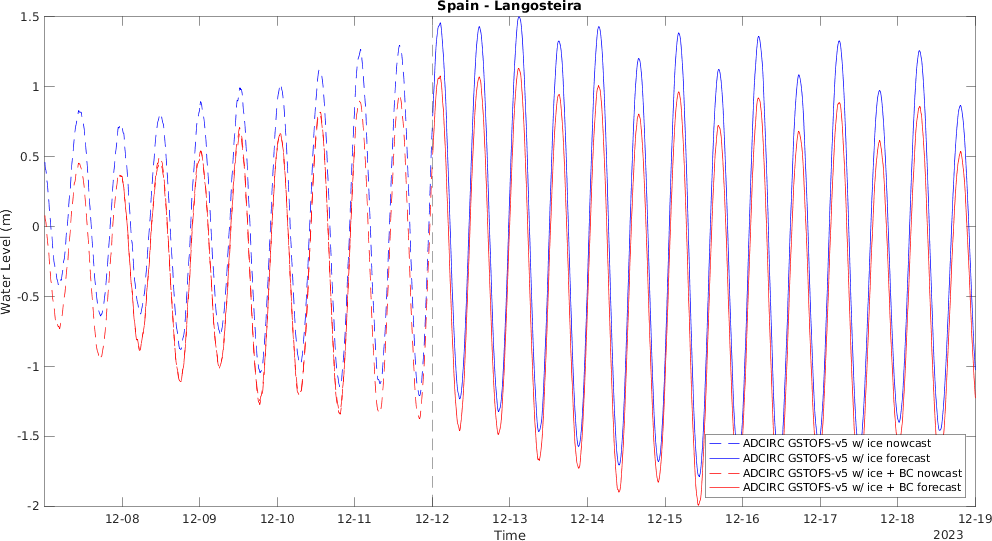 Spain - Langosteira
1.5
1
0.5
0
-0.5
-1
-1.5
-2
Water Level (m)
ADCIRC GSTOFS-v5 w/ ice nowcast
ADCIRC GSTOFS-v5 w/ ice forecast
ADCIRC GSTOFS-v5 w/ ice + BC nowcast
ADCIRC GSTOFS-v5 w/ ice + BC forecast
12-08 12-09 12-10 12-11 12-12 12-13 12-14 12-15 12-16 12-17 12-18 12-19
Time
2023